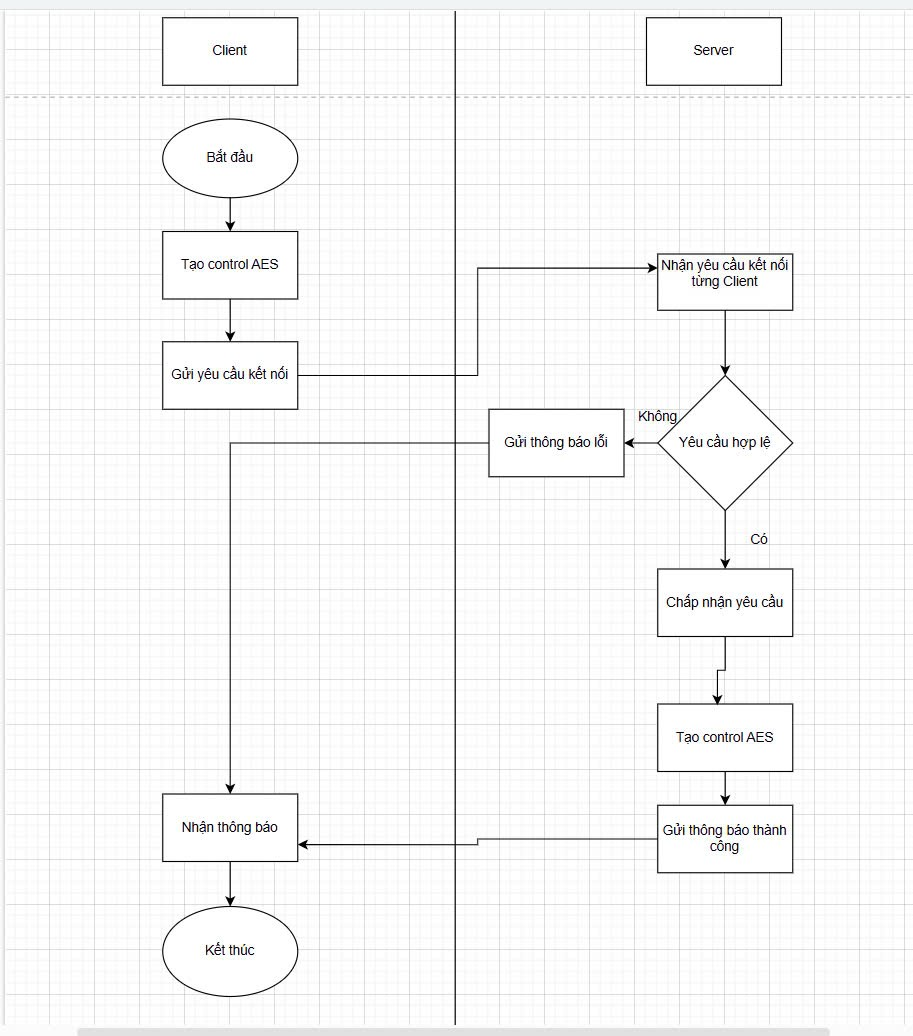 Client
Server
Bắt đầu
Tạo control AES
Nhận yêu cầu kết nối
từng Client
Gửi yêu cầu kết nối
Không
Gửi thông báo lỗi
Yêu cầu hợp lệ
Có
Chấp nhận yêu cầu
Tạo control AES
Nhận thông báo
Gửi thông báo thành
công
Kết thúc